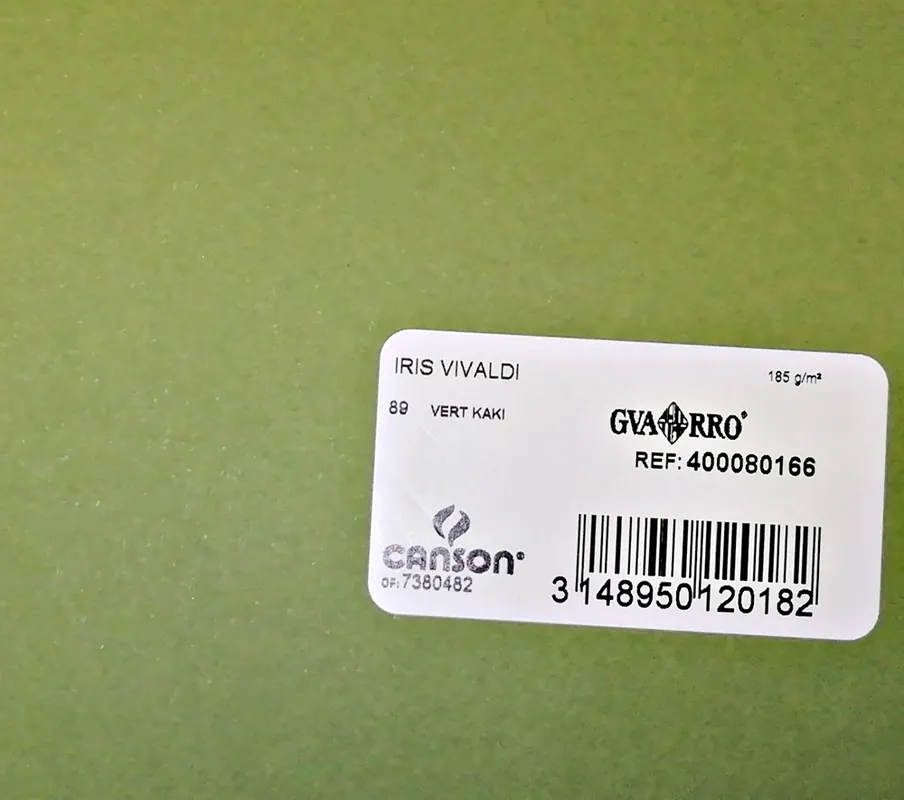 IRIS VIVALDI
185 g/m²
89 VERT KAKI
GVARRO®
REF: 400080166
CANSON®
OF: 7380482
3 148950 120182